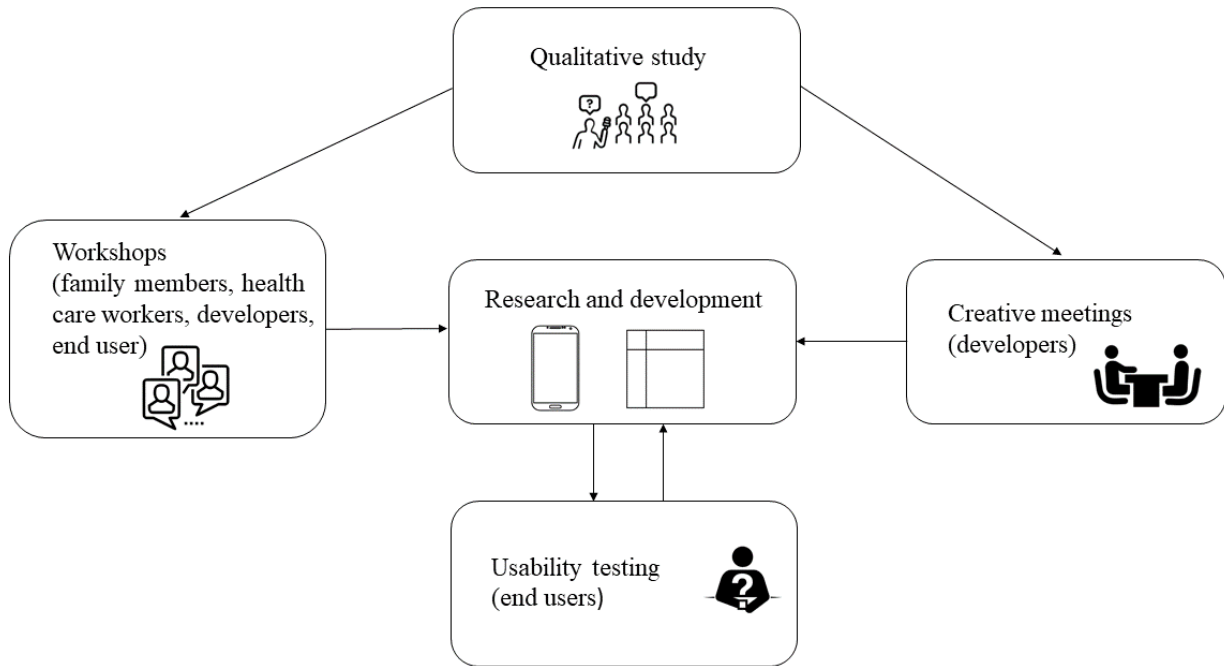 Qualitative study
?
Workshops
(family members, health
care workers, developers,
end user)
Research and development
Creative meetings
(developers)
Usability testing
(end users)
?